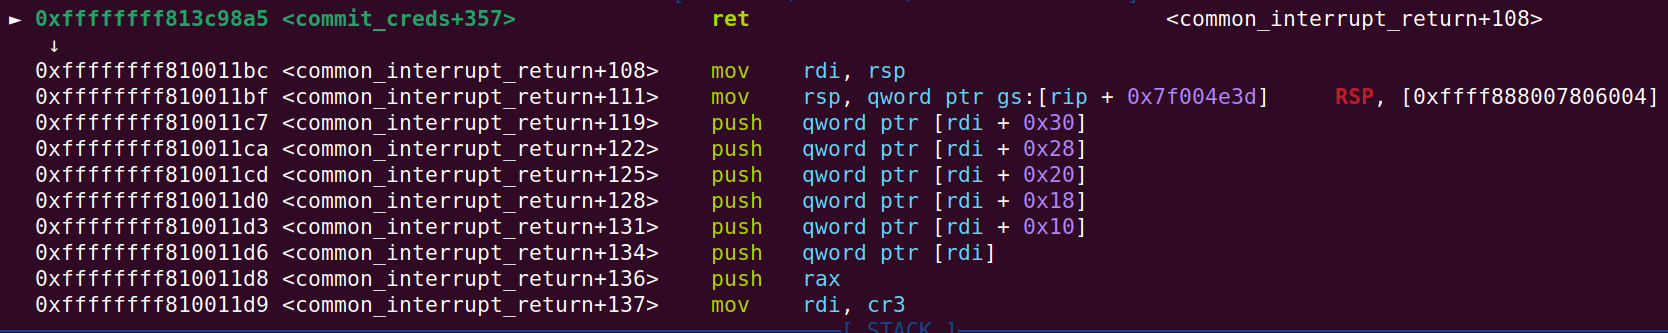 ► 0xffffffff813c98a5 <commit_creds+357> ret <common_interrupt_return+108>
↓
0xffffffff810011bc <common_interrupt_return+108> mov rdi, rsp
0xffffffff810011bf <common_interrupt_return+111> mov rsp, qword ptr gs:[rip + 0x7f004e3d] RSP, [0xffff888007806004]
0xffffffff810011c7 <common_interrupt_return+119> push qword ptr [rdi + 0x30]
0xffffffff810011ca <common_interrupt_return+122> push qword ptr [rdi + 0x28]
0xffffffff810011cd <common_interrupt_return+125> push qword ptr [rdi + 0x20]
0xffffffff810011d0 <common_interrupt_return+128> push qword ptr [rdi + 0x18]
0xffffffff810011d3 <common_interrupt_return+131> push qword ptr [rdi + 0x10]
0xffffffff810011d6 <common_interrupt_return+134> push qword ptr [rdi]
0xffffffff810011d8 <common_interrupt_return+136> push rax
0xffffffff810011d9 <common_interrupt_return+137> mov rdi, cr3
[ STACK ]